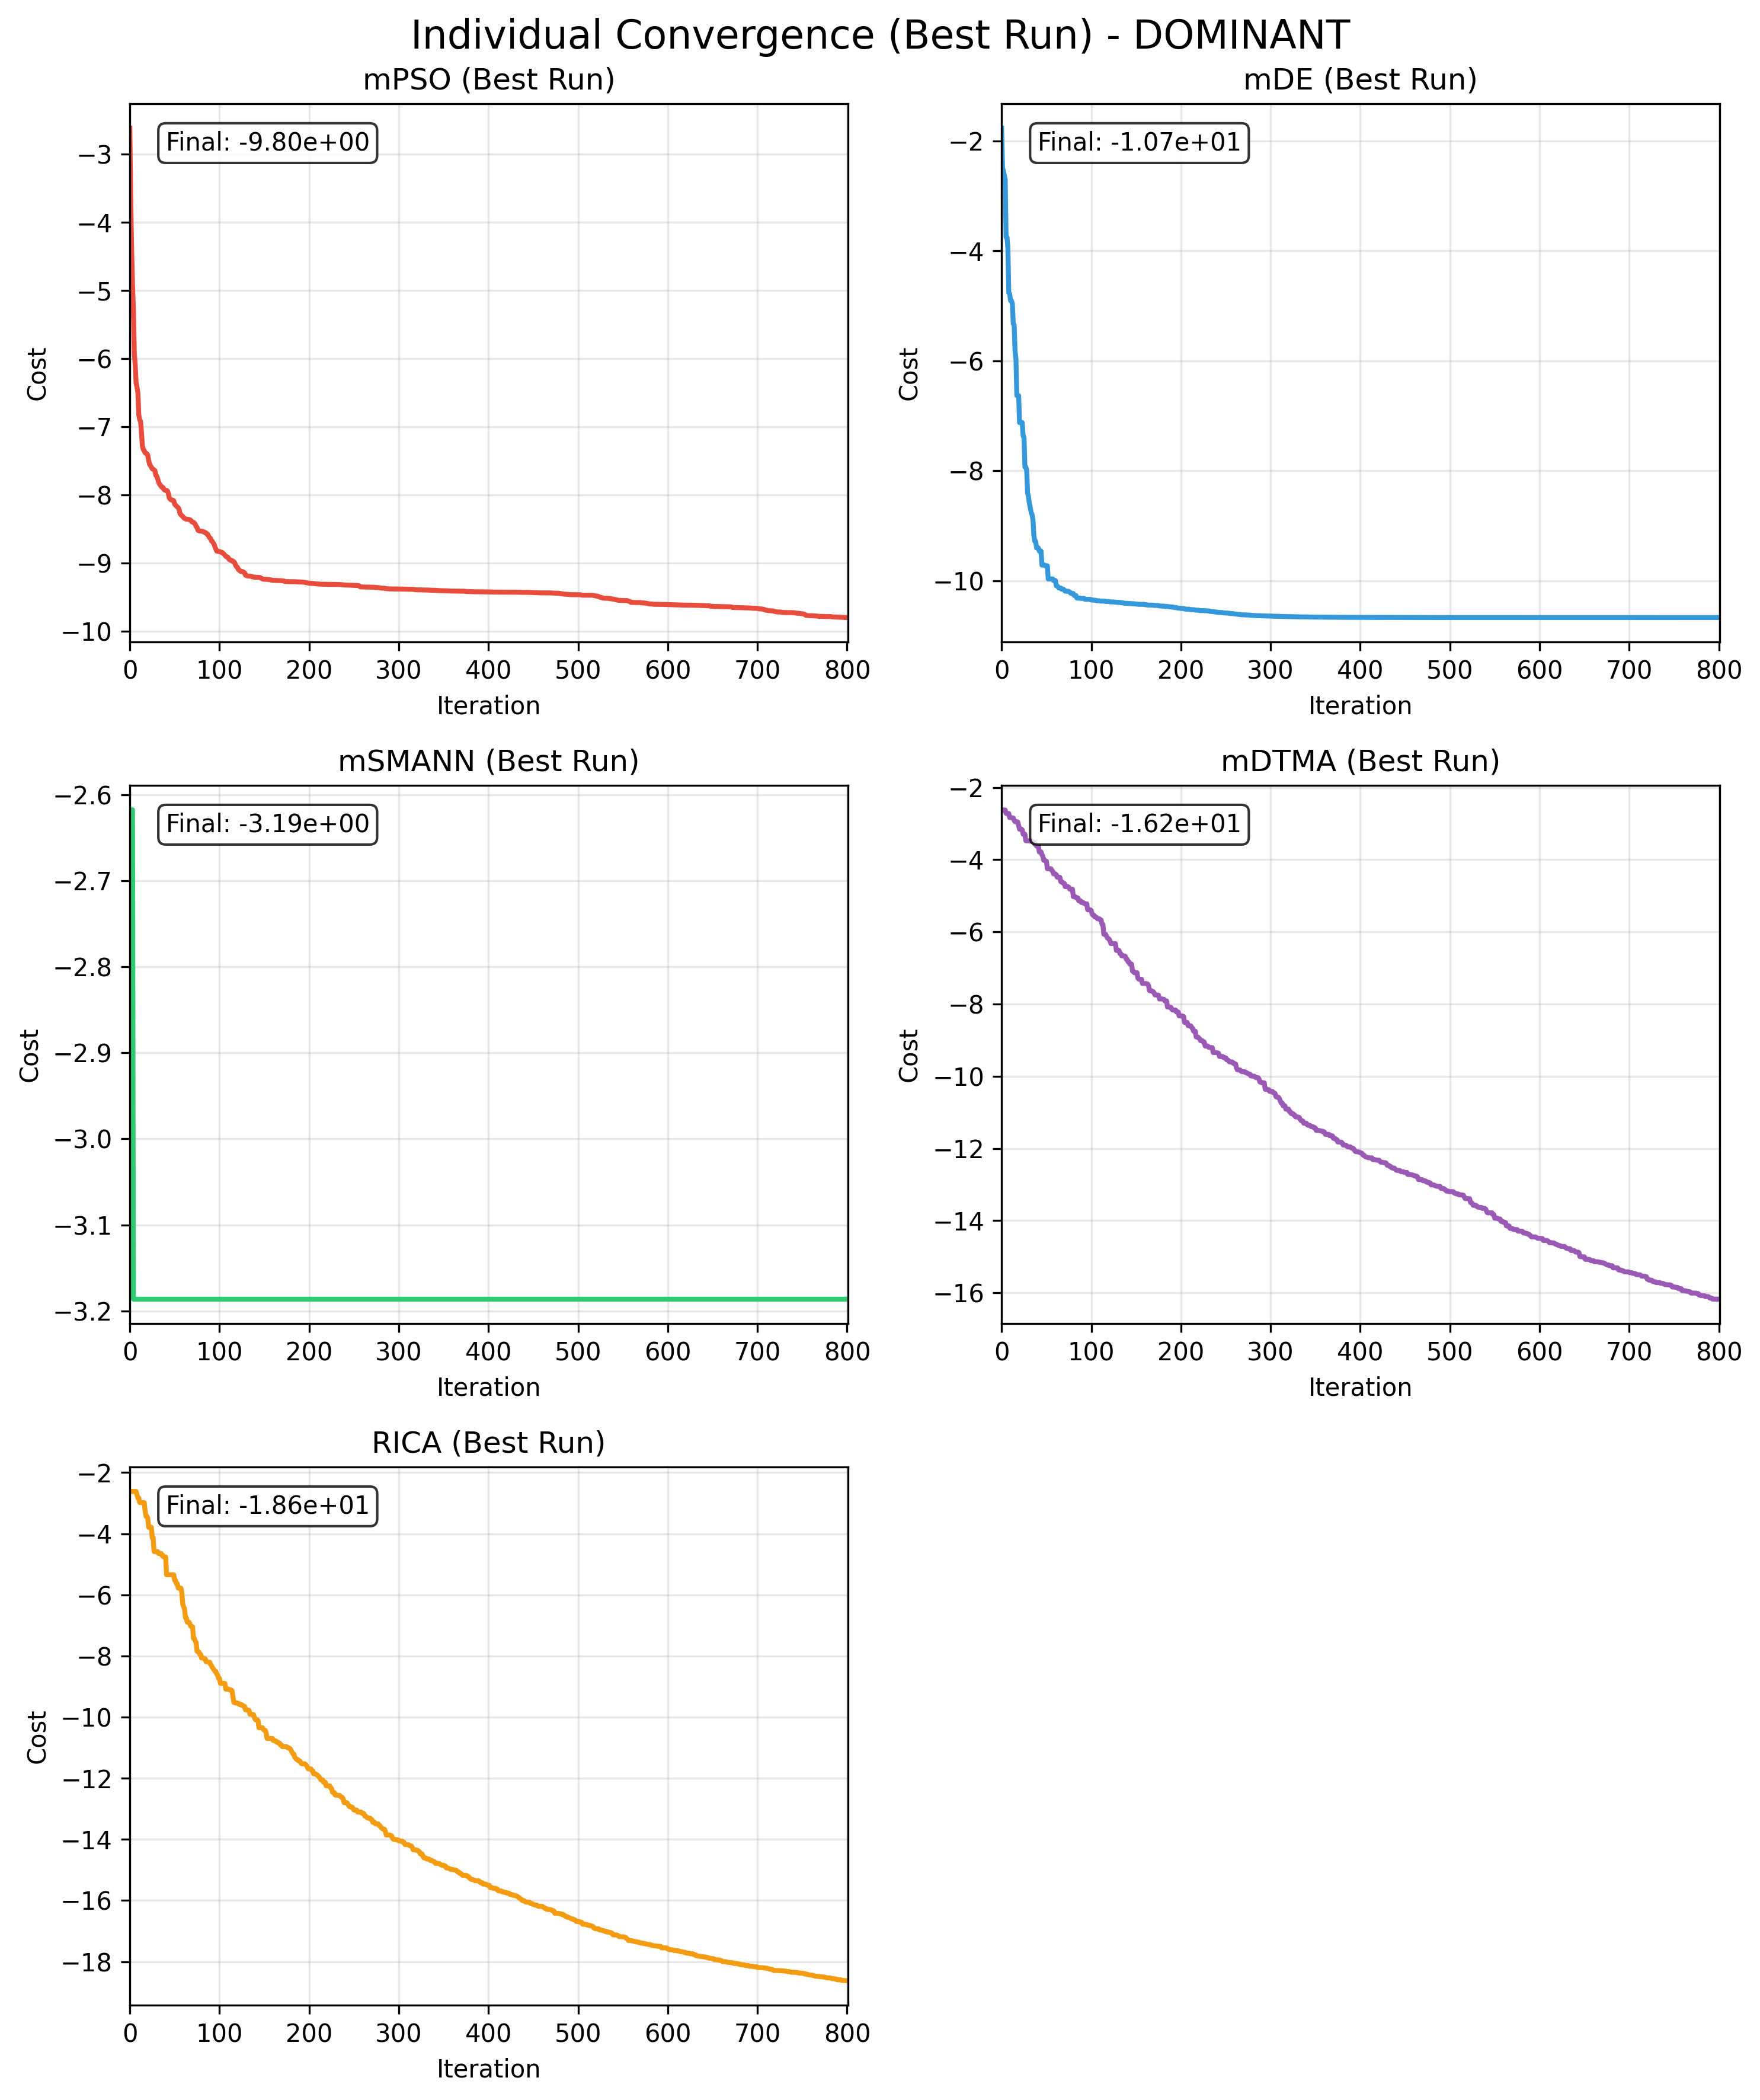 Individual Convergence (Best Run) - DOMINANT
mPSO (Best Run)
Final: -9.80e+00
−3
−4
−5
−6
−7
−8
−9
−10
Cost
0 100 200 300 400 500 600 700 800
Iteration
mDE (Best Run)
Final: -1.07e+01
−2
−4
−6
−8
−10
Cost
0 100 200 300 400 500 600 700 800
Iteration
mSMANN (Best Run)
Final: -3.19e+00
−2.6
−2.7
−2.8
−2.9
−3.0
−3.1
−3.2
Cost
0 100 200 300 400 500 600 700 800
Iteration
mDTMA (Best Run)
Final: -1.62e+01
−2
−4
−6
−8
−10
−12
−14
−16
Cost
0 100 200 300 400 500 600 700 800
Iteration
RICA (Best Run)
Final: -1.86e+01
−2
−4
−6
−8
−10
−12
−14
−16
−18
Cost
0 100 200 300 400 500 600 700 800
Iteration